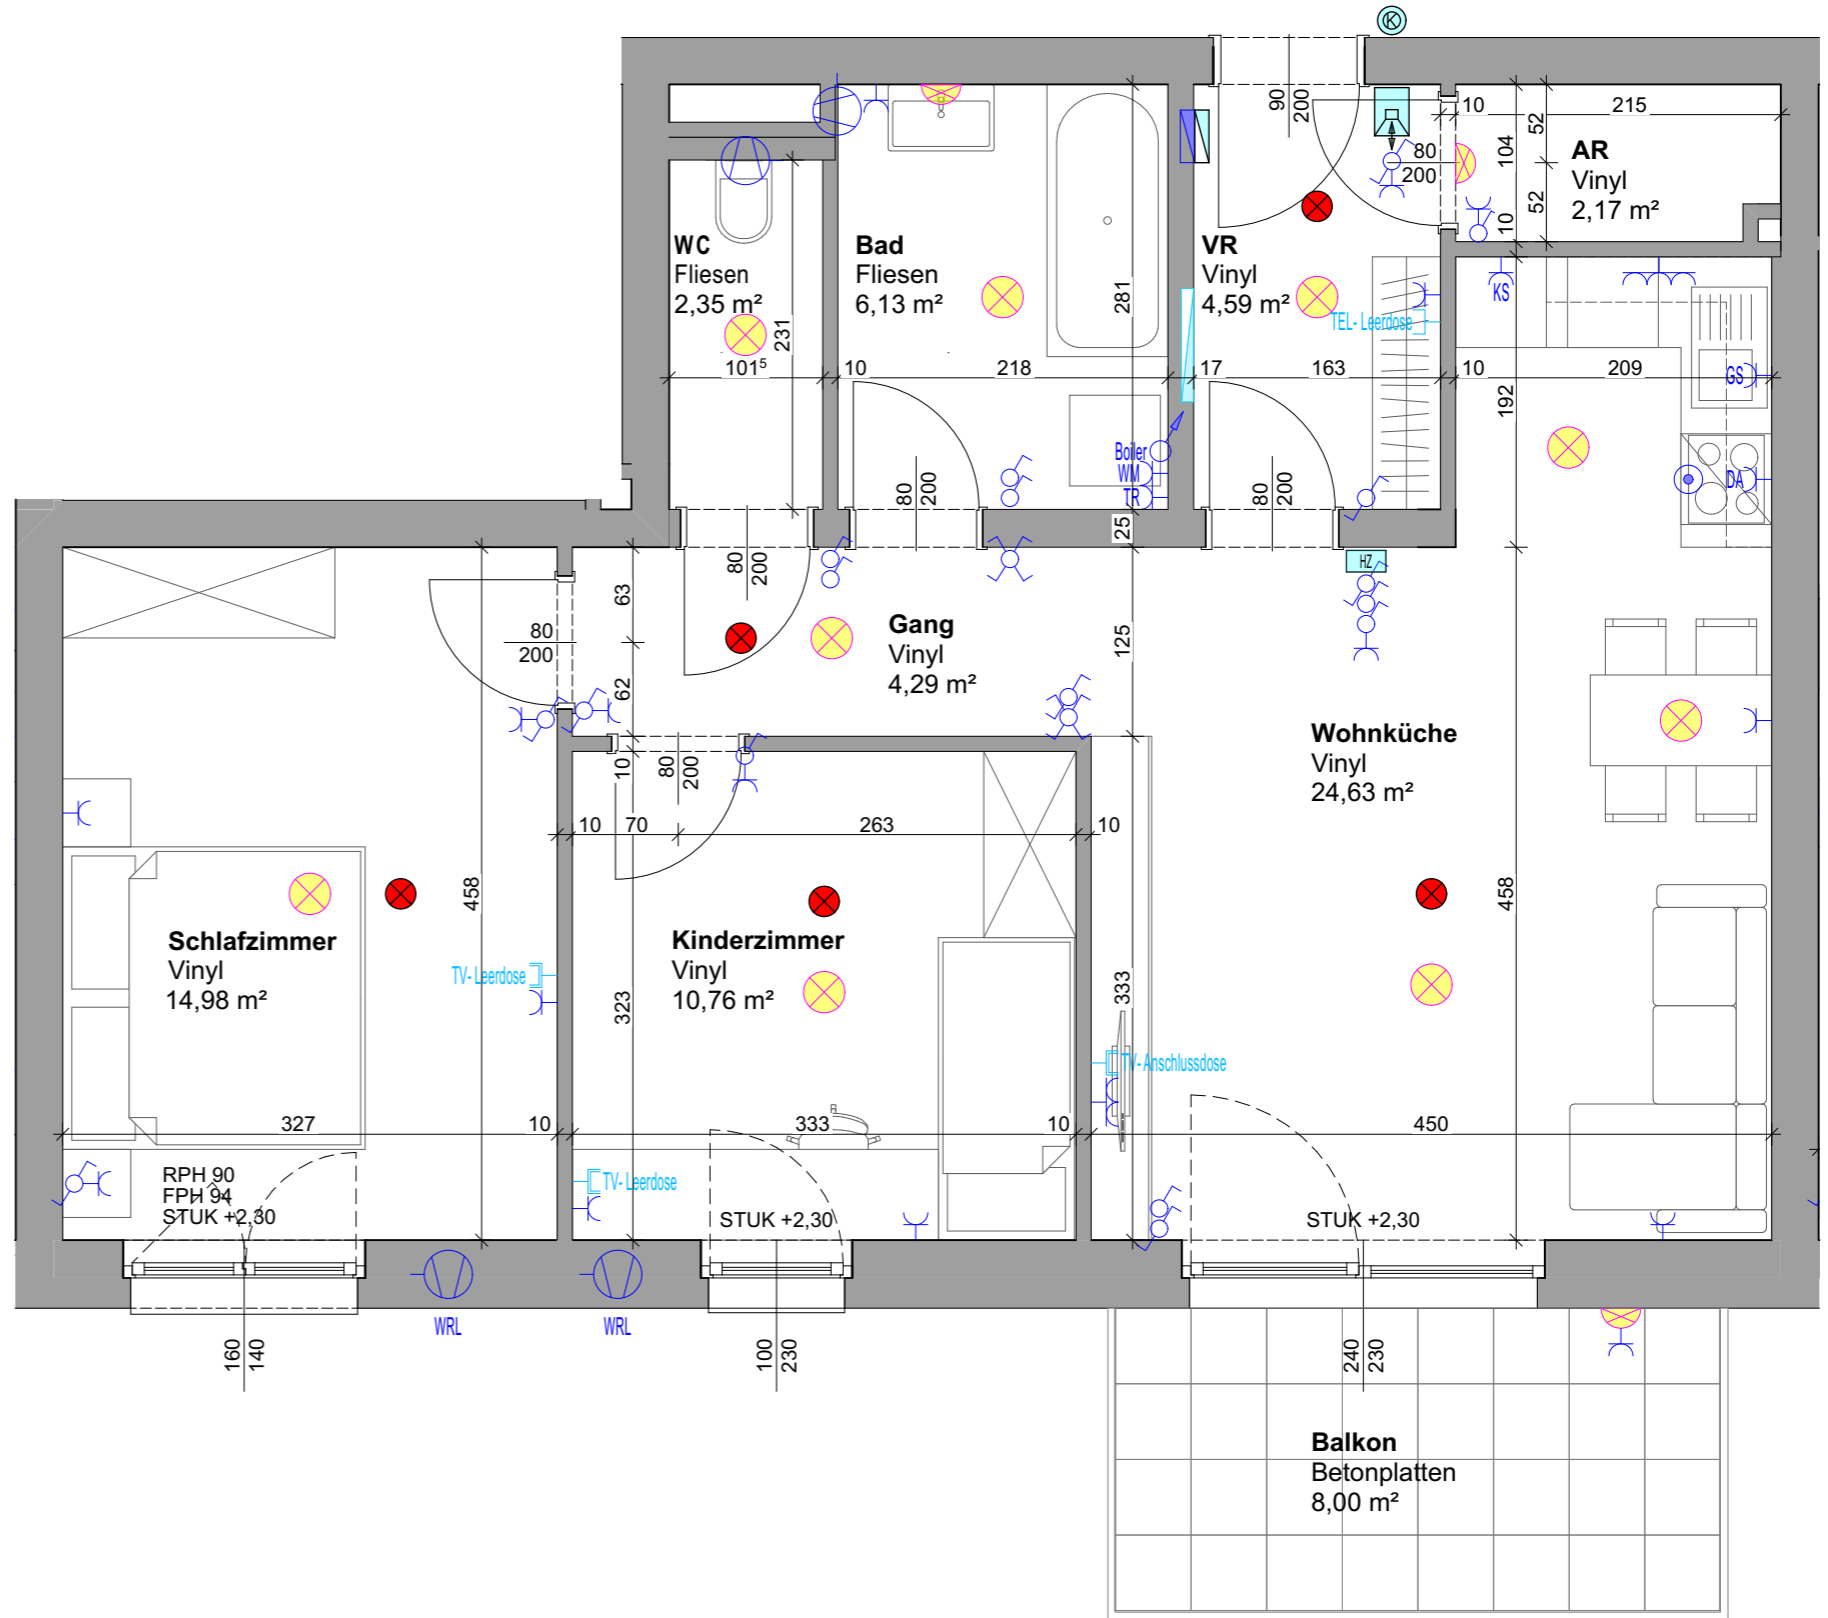 K
90
200
10
215
52
104
52
10
80
200
AR
Vinyl
2,17 m²
WC
Fliesen
2,35 m²
231
Bad
Fliesen
6,13 m²
281
VR
Vinyl
4,59 m²
TEL-Leerdose
KS
101⁵
10
218
17
163
10
209
GS
192
Boiler
WM
TR
DA
80
200
80
200
25
HZ
80
200
63
80
200
62
Gang
Vinyl
4,29 m²
125
Wohnküche
Vinyl
24,63 m²
10
80
200
10
70
263
10
458
458
Schlafzimmer
Vinyl
14,98 m²
TV-Leerdose
Kinderzimmer
Vinyl
10,76 m²
323
333
TV-Anschlussdose
327
10
333
10
450
RPH 90
FPH 94
STUK +2,30
TV-Leerdose
STUK +2,30
STUK +2,30
WRL
WRL
160
140
100
230
240
230
Balkon
Betonplatten
8,00 m²